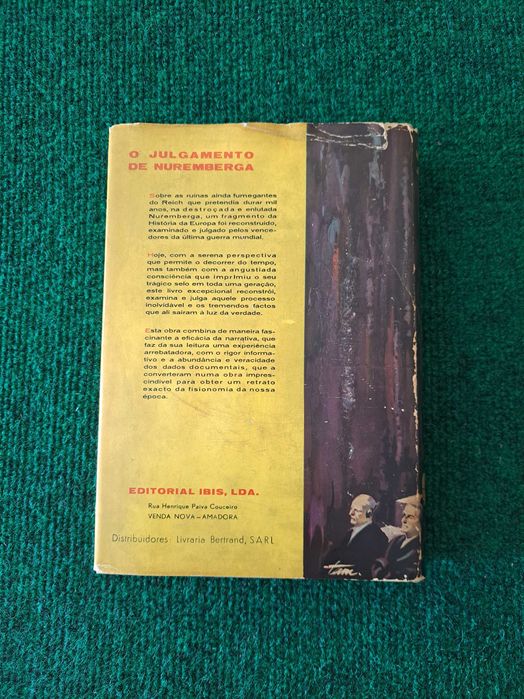 O JULGAMENTO
DE NUREMBERGA
Sobre as ruínas ainda fumegantes
do Reich que pretendia durar mil
anos, na destroçada e enlutada
Nuremberga, um fragmento da
História da Europa foi reconstruído,
examinado e julgado pelos vence-
dores da última guerra mundial.
Hoje, com a serena perspectiva
que permite o decorrer do tempo,
mas também com a angustiada
consciência que imprimiu o seu
trágico selo em toda uma geração,
este livro excepcional reconstrói,
examina e julga aquele processo
inolvidável e os tremendos factos
que ali saíram à luz da verdade.
Esta obra combina de maneira fas-
cinante a eficácia da narrativa, que
faz da sua leitura uma experiência
arrebatadora, com o rigor informa-
tivo e a abundância e veracidade
dos dados documentais, que a
converteram numa obra impres-
cindível para obter um retrato
exacto da fisionomia da nossa
época.
EDITORIAL IBIS, LDA.
Rua Henrique Paiva Couceiro
VENDA NOVA — AMADORA
Distribuidores: Livraria Bertrand, SARL